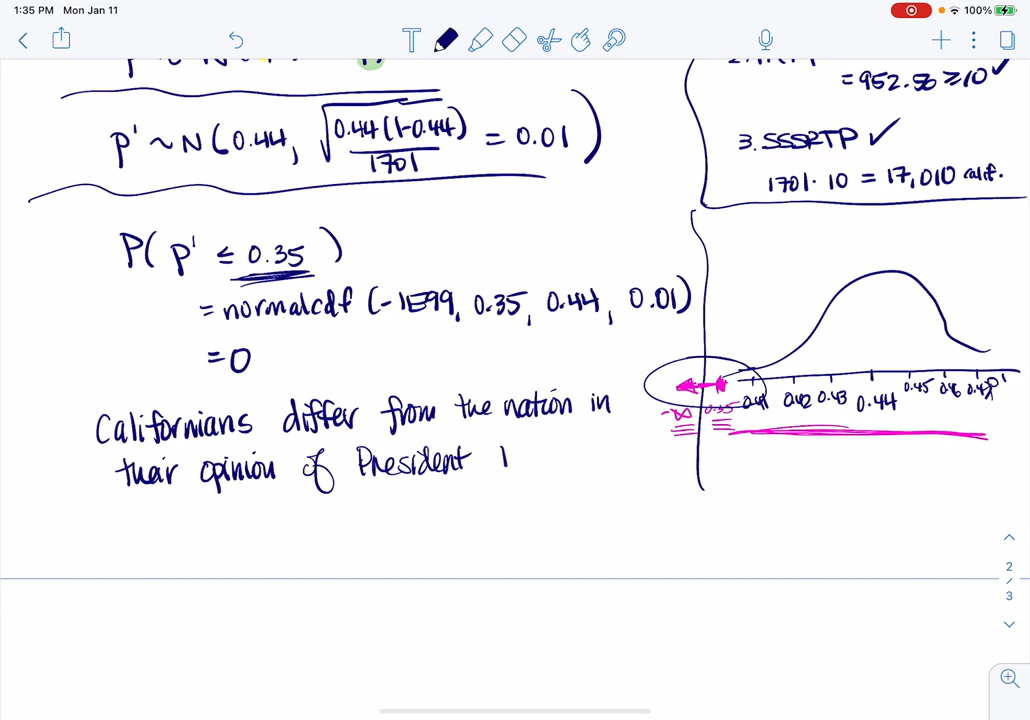 1:35 PM Mon Jan 11
100%
T
= 952.56 ≥ 10 ✓
p' ~ N(0.44, √(0.44(1-0.44)/1701) = 0.01)
3. SSSRTP ✓
1701 · 10 = 17,010 calif.
P(p' ≤ 0.35)
= normalcdf (-1E99, 0.35, 0.44, 0.01)
= 0
-∞ 0.35 0.41 0.42 0.43 0.44 0.45 0.46 0.47 p'
Californians differ from the nation in
their opinion of President
2
/
3